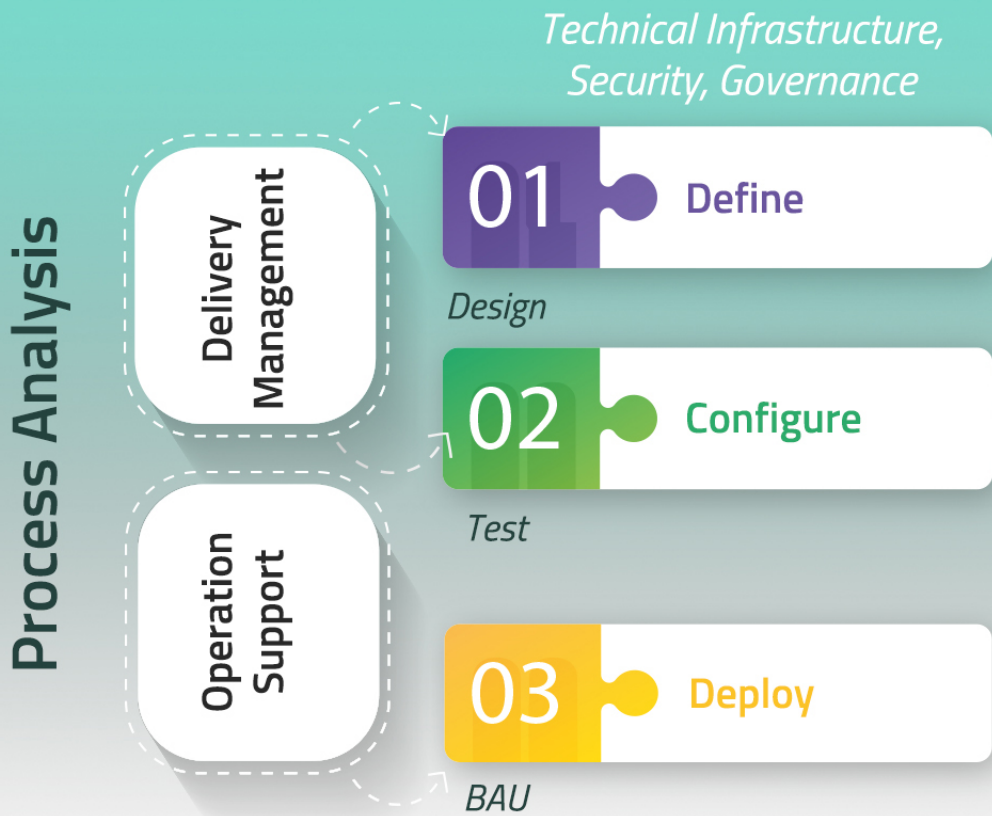 Technical Infrastructure,
Security, Governance
Process Analysis
Delivery
Management
Operation
Support
01
Define
Design
02
Configure
Test
03
Deploy
BAU